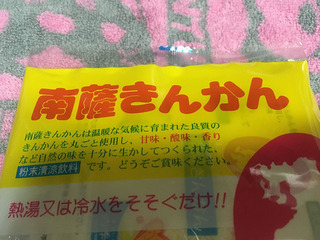 南薩きんかん
南薩きんかんは温暖な気候に育まれた良質の
きんかんを丸ごと使用し、甘味・酸味・香り
など自然の味を十分に生かしてつくられた、
粉末清涼飲料 です。どうぞご賞味ください。
熱湯又は冷水をそそぐだけ!!